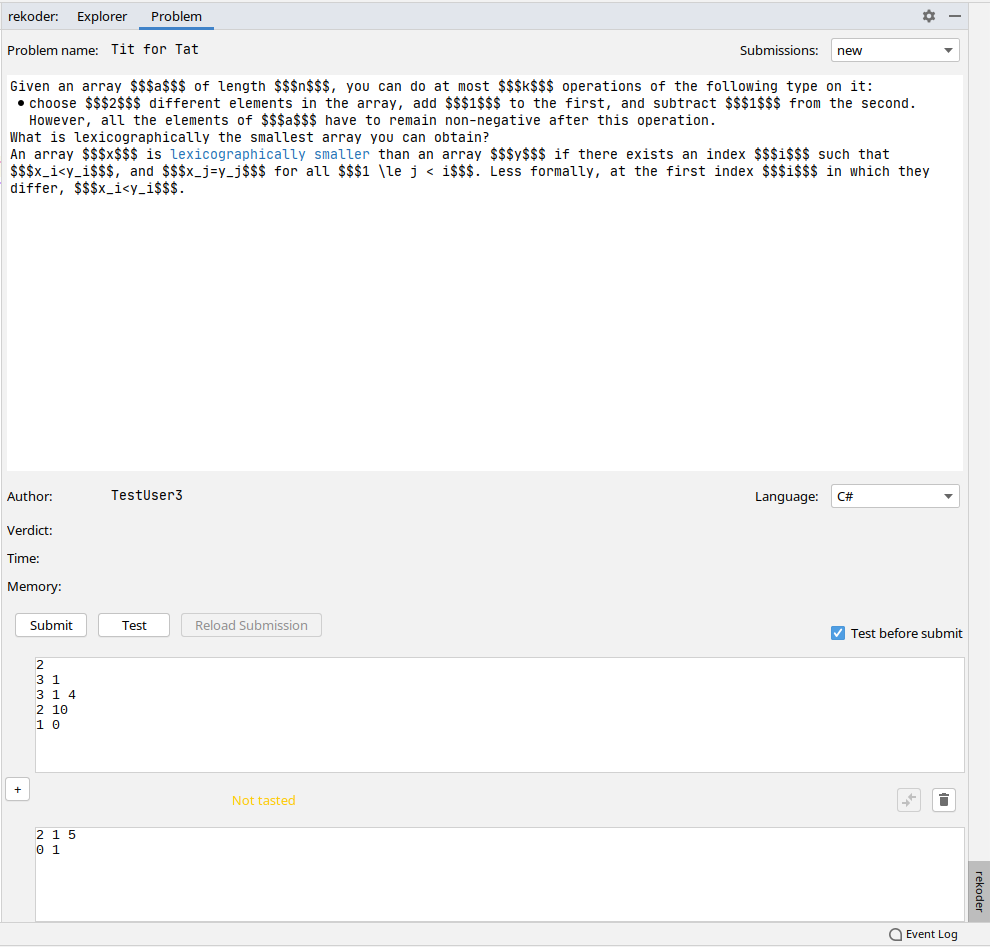 rekoder: Explorer Problem
Problem name: Tit for Tat Submissions: new
Given an array $$$a$$$ of length $$$n$$$, you can do at most $$$k$$$ operations of the following type on it:
• choose $$$2$$$ different elements in the array, add $$$1$$$ to the first, and subtract $$$1$$$ from the second.
However, all the elements of $$$a$$$ have to remain non-negative after this operation.
What is lexicographically the smallest array you can obtain?
An array $$$x$$$ is lexicographically smaller than an array $$$y$$$ if there exists an index $$$i$$$ such that
$$$x_i<y_i$$$, and $$$x_j=y_j$$$ for all $$$1 \le j < i$$$. Less formally, at the first index $$$i$$$ in which they
differ, $$$x_i<y_i$$$.
Author: TestUser3 Language: C#
Verdict:
Time:
Memory:
Submit Test Reload Submission
Test before submit
2
3 1
3 1 4
2 10
1 0
+
Not tasted
2 1 5
0 1
rekoder
Event Log